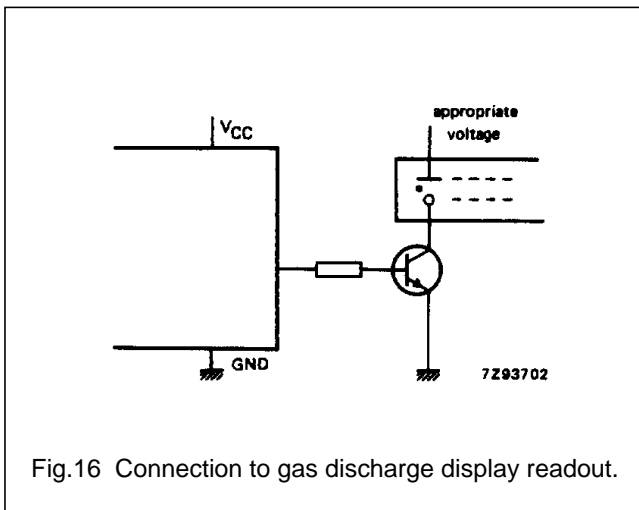 appropriate
voltage
VCC
GND
7Z93702
Fig.16 Connection to gas discharge display readout.